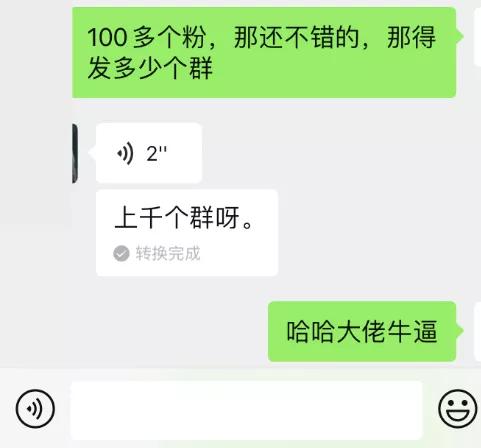 100多个粉，那还不错的，那得
发多少个群
2"
上千个群呀。
转换完成
哈哈大佬牛逼